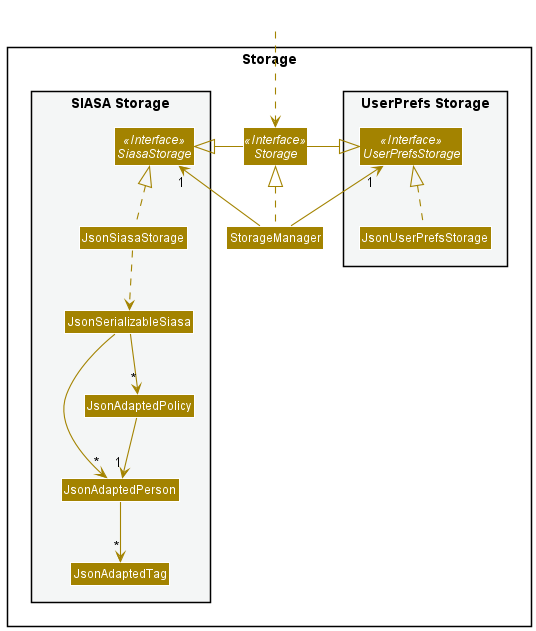 Storage
SIASA Storage
UserPrefs Storage
«Interface»
SiasaStorage
«Interface»
Storage
«Interface»
UserPrefsStorage
1
1
JsonSiasaStorage
StorageManager
JsonUserPrefsStorage
JsonSerializableSiasa
*
JsonAdaptedPolicy
*
1
JsonAdaptedPerson
*
JsonAdaptedTag